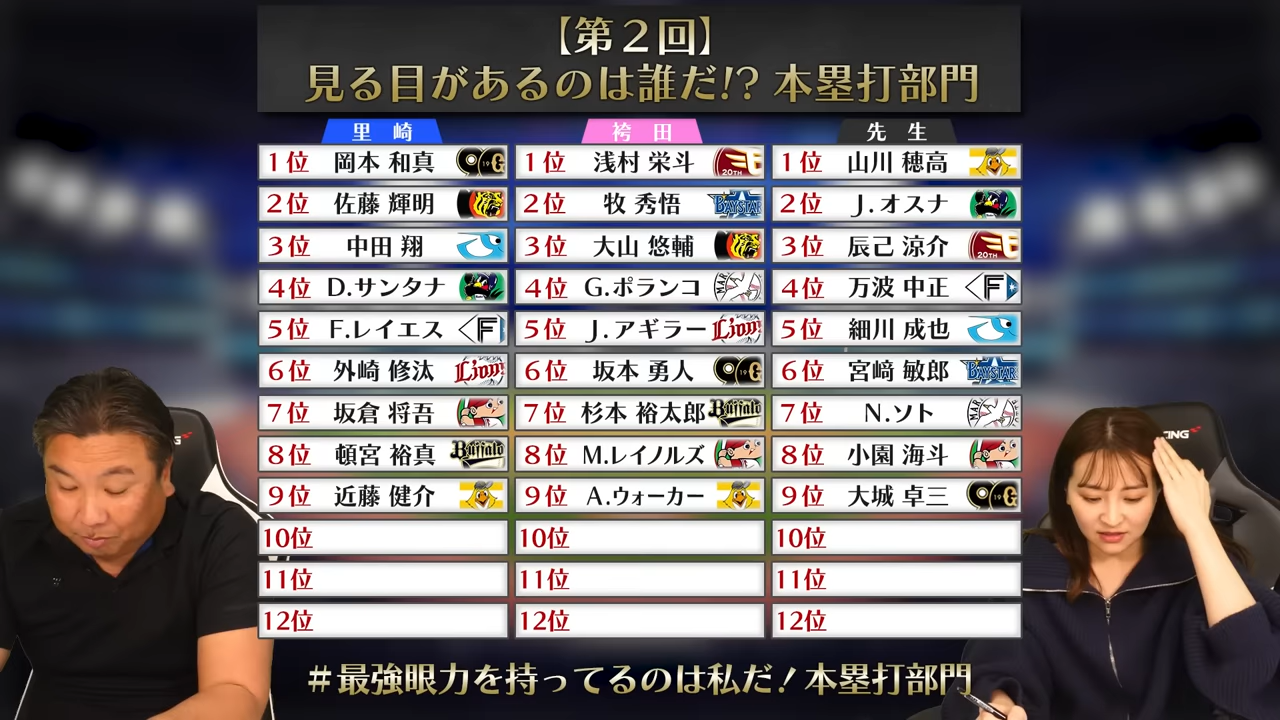 【第２回】
見る目があるのは誰だ!? 本塁打部門
里崎 袴田 先生
1位 岡本 和真 1位 浅村 栄斗 20TH 1位 山川 穂高
2位 佐藤 輝明 2位 牧 秀悟 BAYSTAR 2位 J.オスナ
3位 中田 翔 3位 大山 悠輔 3位 辰己 涼介 20TH
4位 D.サンタナ 4位 G.ポランコ MAR 4位 万波 中正 F
5位 F.レイエス F 5位 J.アギラー Lions 5位 細川 成也
6位 外崎 修汰 Lions 6位 坂本 勇人 6位 宮﨑 敏郎 BAYSTAR
7位 坂倉 将吾 7位 杉本 裕太郎 Buffalo 7位 N.ソト MAR
8位 頓宮 裕真 Buffalo 8位 M.レイノルズ 8位 小園 海斗
9位 近藤 健介 9位 A.ウォーカー 9位 大城 卓三
10位 10位 10位
11位 11位 11位
12位 12位 12位
＃最強眼力を持ってるのは私だ！本塁打部門